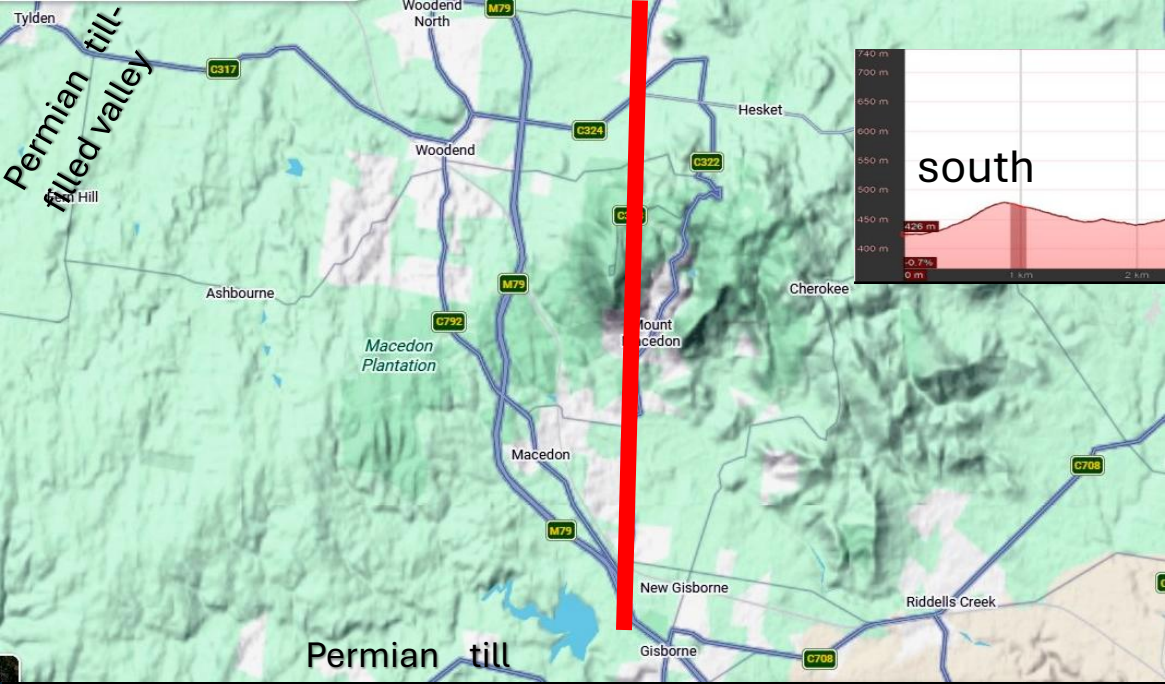 Tylden
Woodend
North
M79
Permian till-
filled valley
C317
740 m
700 m
650 m
600 m
550 m
500 m
450 m
400 m
south
426 m
-0.7%
0 m
1 km
2 km
Hesket
C324
Woodend
C322
Fern Hill
M79
Ashbourne
Cherokee
C792
Mount
Macedon
Macedon
Plantation
Macedon
C708
M79
New Gisborne
Riddells Creek
Gisborne
C708
Permian till